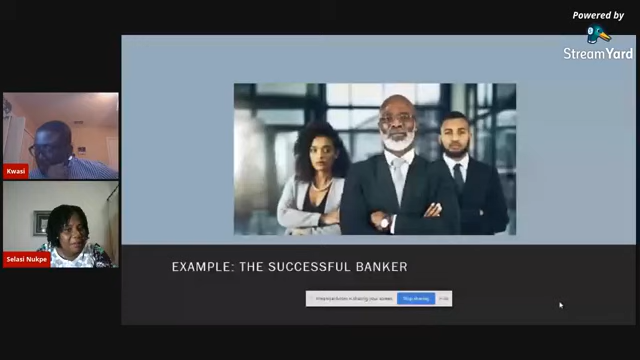 Powered by
StreamYard
Kwasi
Selasi Nukpe
EXAMPLE: THE SUCCESSFUL BANKER
Stop sharing